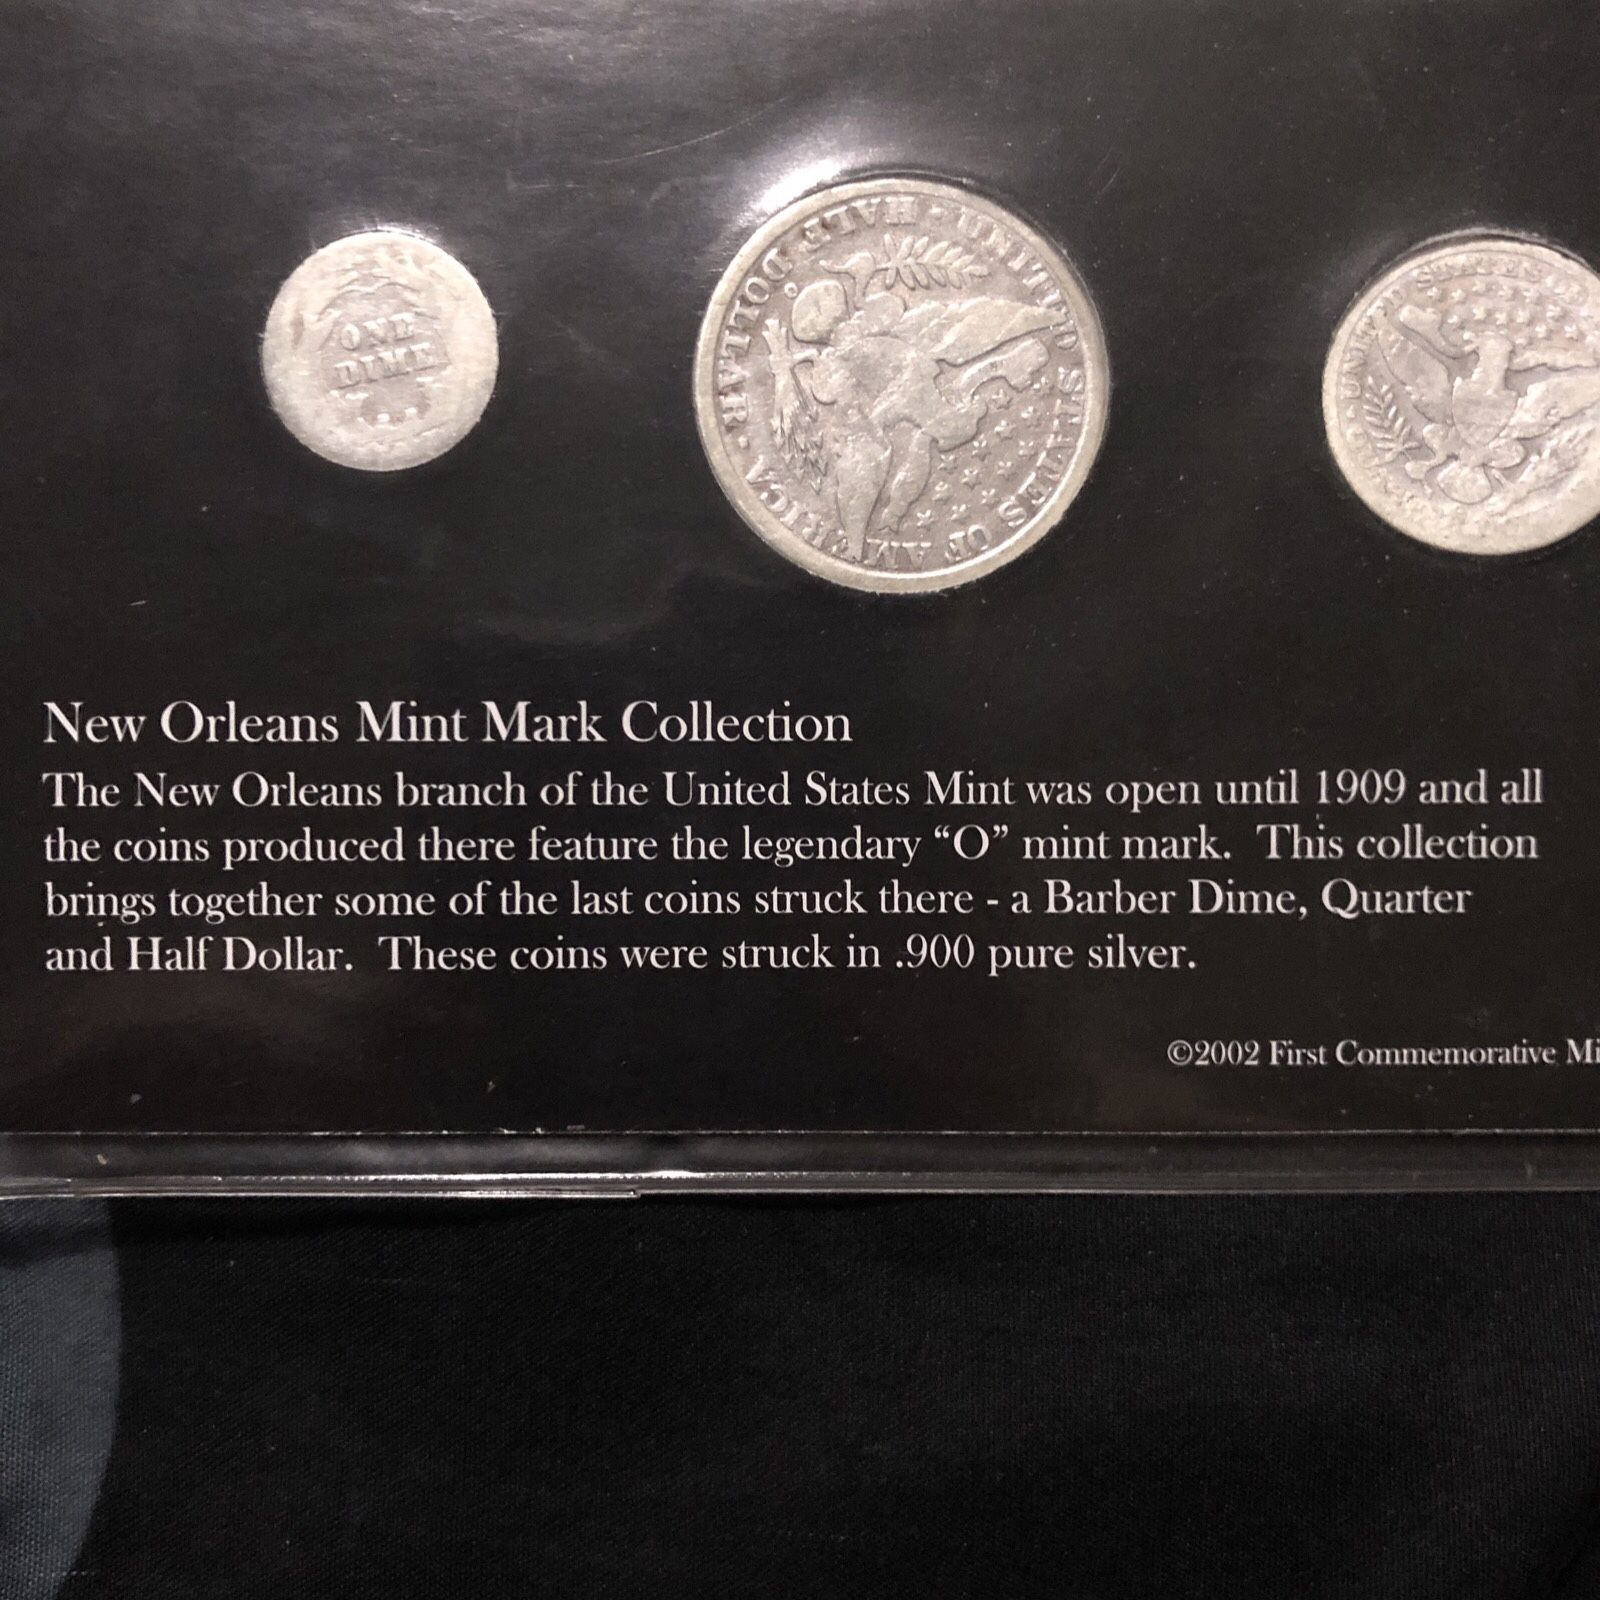 ONE
DIME
UNITED STATES OF AMERICA · HALF DOLLAR ·
UNITED STATES
New Orleans Mint Mark Collection
The New Orleans branch of the United States Mint was open until 1909 and all
the coins produced there feature the legendary “O” mint mark. This collection
brings together some of the last coins struck there - a Barber Dime, Quarter
and Half Dollar. These coins were struck in .900 pure silver.
©2002 First Commemorative Mi